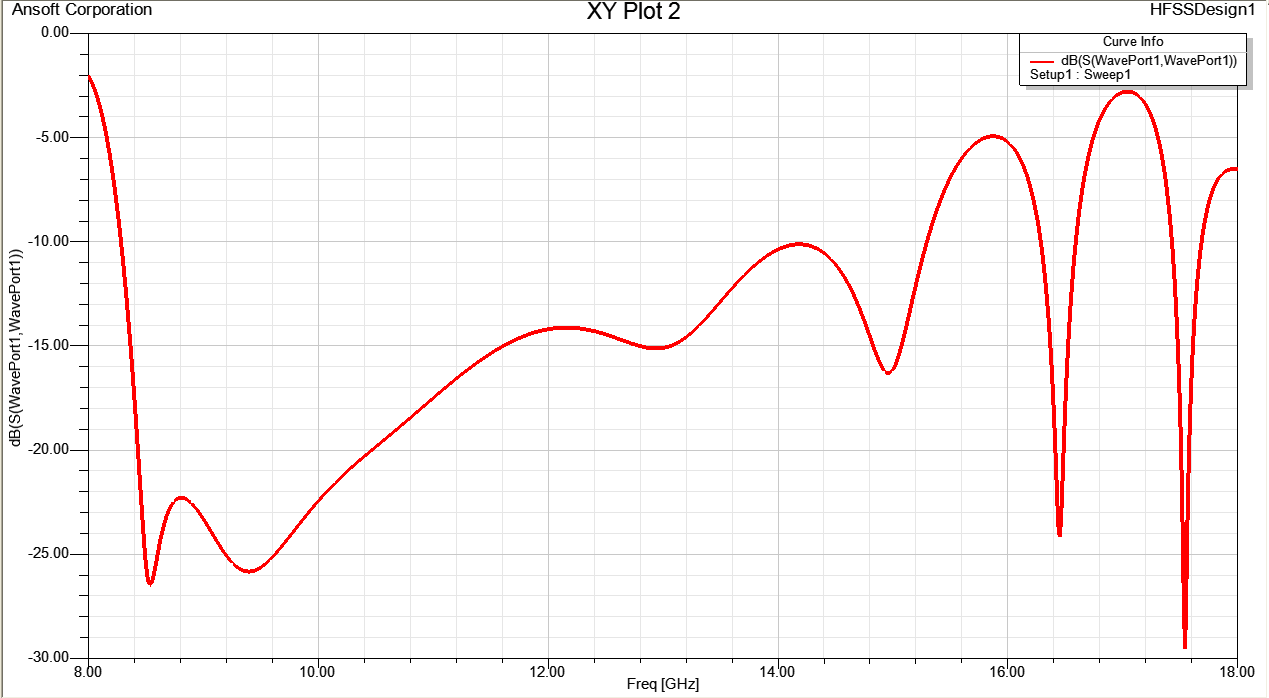 Ansoft Corporation
XY Plot 2
HFSSDesign1
Curve Info
dB(S(WavePort1,WavePort1))
Setup1 : Sweep1
0.00
-5.00
-10.00
-15.00
-20.00
-25.00
-30.00
dB(S(WavePort1,WavePort1))
8.00
10.00
12.00
14.00
16.00
18.00
Freq [GHz]